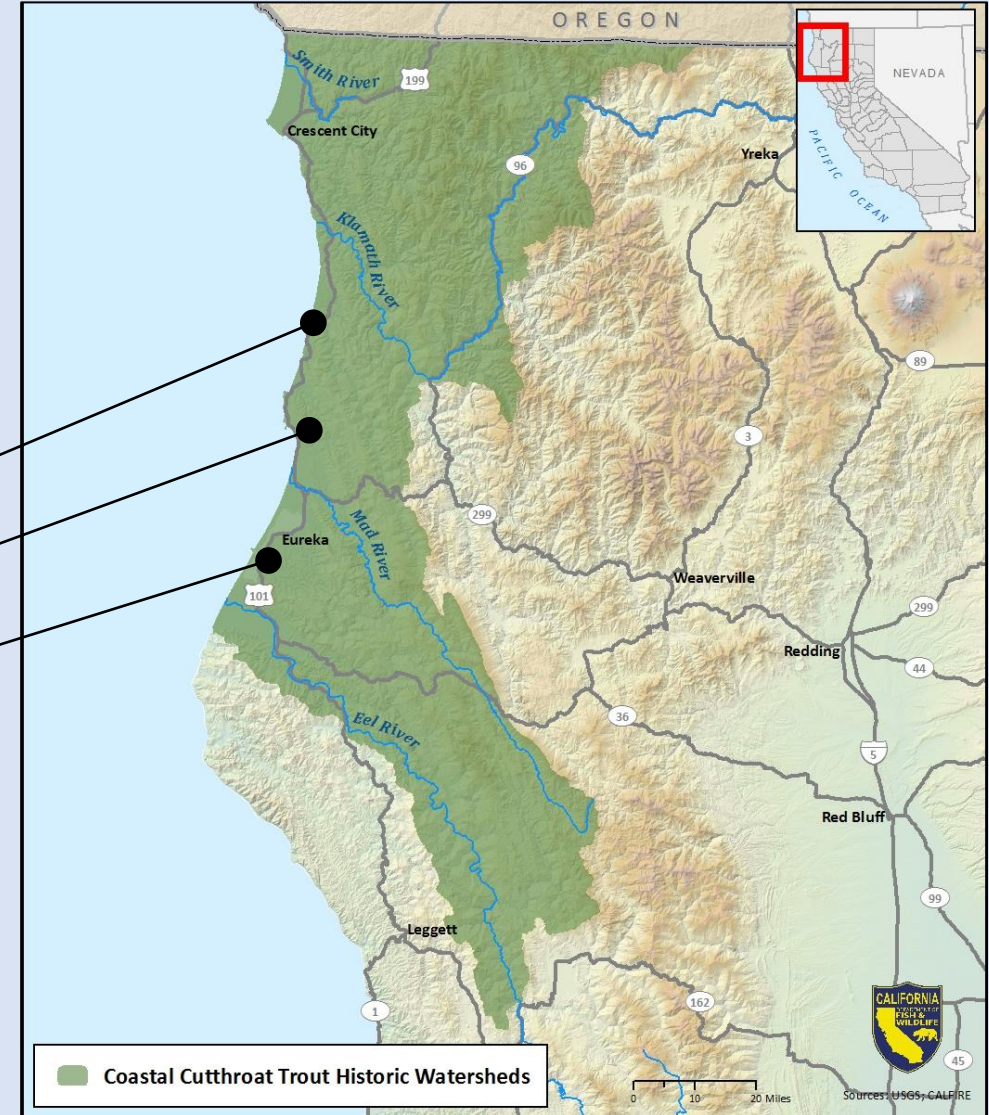 OREGON
NEVADA
PACIFIC OCEAN
Smith River
199
Crescent City
96
Yreka
Klamath River
89
3
299
Mad River
Eureka
101
Weaverville
299
Redding
44
36
Eel River
5
Red Bluff
99
Leggett
162
1
CALIFORNIA
DEPARTMENT OF
FISH &
WILDLIFE
45
Coastal Cutthroat Trout Historic Watersheds
0 10 20 Miles
Sources: USGS; CALFIRE